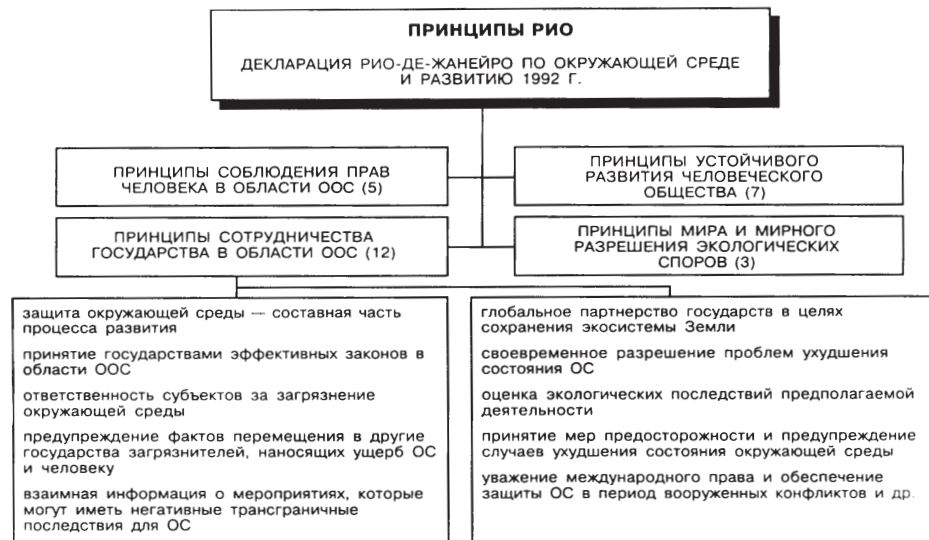 ПРИНЦИПЫ РИО
ДЕКЛАРАЦИЯ РИО-ДЕ-ЖАНЕЙРО ПО ОКРУЖАЮЩЕЙ СРЕДЕ
И РАЗВИТИЮ 1992 Г.
ПРИНЦИПЫ СОБЛЮДЕНИЯ ПРАВ
ЧЕЛОВЕКА В ОБЛАСТИ ООС (5)
ПРИНЦИПЫ УСТОЙЧИВОГО
РАЗВИТИЯ ЧЕЛОВЕЧЕСКОГО
ОБЩЕСТВА (7)
ПРИНЦИПЫ СОТРУДНИЧЕСТВА
ГОСУДАРСТВА В ОБЛАСТИ ООС (12)
ПРИНЦИПЫ МИРА И МИРНОГО
РАЗРЕШЕНИЯ ЭКОЛОГИЧЕСКИХ
СПОРОВ (3)
защита окружающей среды — составная часть
процесса развития
принятие государствами эффективных законов в
области ООС
ответственность субъектов за загрязнение
окружающей среды
предупреждение фактов перемещения в другие
государства загрязнителей, наносящих ущерб ОС
и человеку
взаимная информация о мероприятиях, которые
могут иметь негативные трансграничные
последствия для ОС
глобальное партнерство государств в целях
сохранения экосистемы Земли
своевременное разрешение проблем ухудшения
состояния ОС
оценка экологических последствий предполагаемой
деятельности
принятие мер предосторожности и предупреждение
случаев ухудшения состояния окружающей среды
уважение международного права и обеспечение
защиты ОС в период вооруженных конфликтов и др.